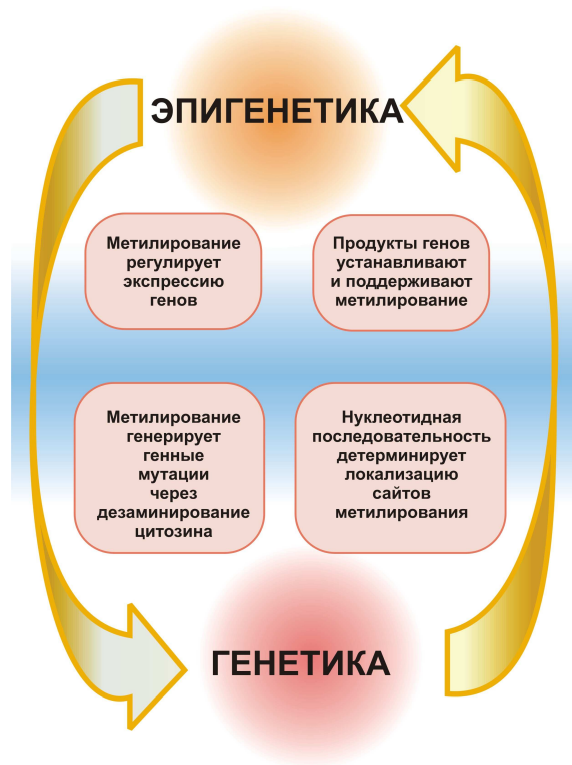 ЭПИГЕНЕТИКА
Метилирование
регулирует
экспрессию
генов
Продукты генов
устанавливают
и поддерживают
метилирование
Метилирование
генерирует
генные
мутации
через
дезаминирование
цитозина
Нуклеотидная
последовательность
детерминирует
локализацию
сайтов
метилирования
ГЕНЕТИКА